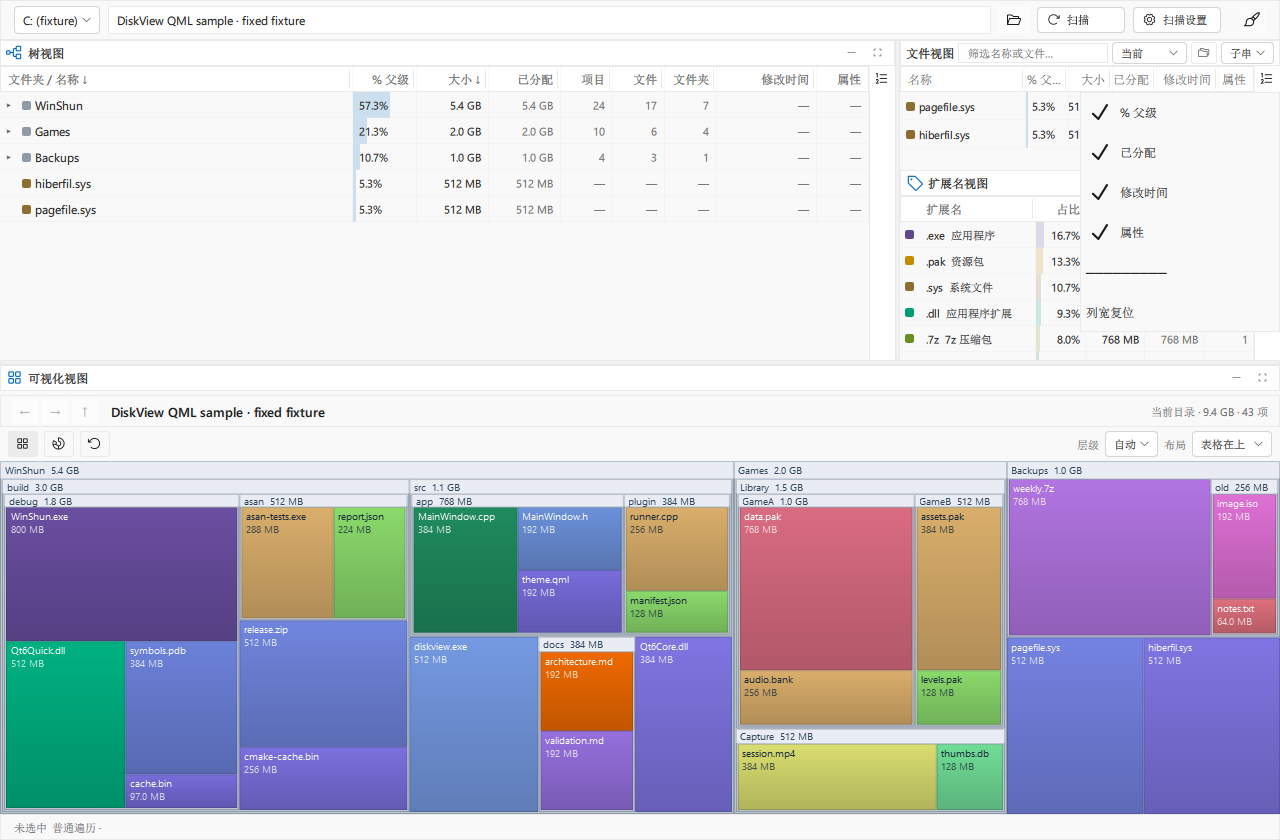 C: (fixture) DiskView QML sample · fixed fixture 扫描 扫描设置
树视图
文件夹 / 名称 ↓ % 父级 大小 ↓ 已分配 项目 文件 文件夹 修改时间 属性
WinShun 57.3% 5.4 GB 5.4 GB 24 17 7 — —
Games 21.3% 2.0 GB 2.0 GB 10 6 4 — —
Backups 10.7% 1.0 GB 1.0 GB 4 3 1 — —
hiberfil.sys 5.3% 512 MB 512 MB — — — — —
pagefile.sys 5.3% 512 MB 512 MB — — — — —
文件视图 筛选名称或文件... 当前 子串
名称 % 父... 大小 已分配 修改时间 属性
pagefile.sys 5.3% 51
hiberfil.sys 5.3% 51
% 父级
已分配
修改时间
属性
列宽复位
扩展名视图
扩展名 占比
.exe 应用程序 16.7%
.pak 资源包 13.3%
.sys 系统文件 10.7%
.dll 应用程序扩展 9.3%
.7z 7z 压缩包 8.0% 768 MB 768 MB 1
可视化视图
← → ↑ DiskView QML sample · fixed fixture 当前目录 · 9.4 GB · 43 项
层级 自动 布局 表格在上
WinShun 5.4 GB
build 3.0 GB
debug 1.8 GB
WinShun.exe
800 MB
Qt6Quick.dll
512 MB
symbols.pdb
384 MB
cache.bin
97.0 MB
asan 512 MB
asan-tests.exe
288 MB
report.json
224 MB
release.zip
512 MB
cmake-cache.bin
256 MB
src 1.1 GB
app 768 MB
MainWindow.cpp
384 MB
MainWindow.h
192 MB
theme.qml
192 MB
plugin 384 MB
runner.cpp
256 MB
manifest.json
128 MB
diskview.exe
512 MB
docs 384 MB
architecture.md
192 MB
validation.md
192 MB
Qt6Core.dll
384 MB
Games 2.0 GB
Library 1.5 GB
GameA 1.0 GB
data.pak
768 MB
audio.bank
256 MB
GameB 512 MB
assets.pak
384 MB
levels.pak
128 MB
Capture 512 MB
session.mp4
384 MB
thumbs.db
128 MB
Backups 1.0 GB
weekly.7z
768 MB
old 256 MB
image.iso
192 MB
notes.txt
64.0 MB
pagefile.sys
512 MB
hiberfil.sys
512 MB
未选中 普通遍历 ·